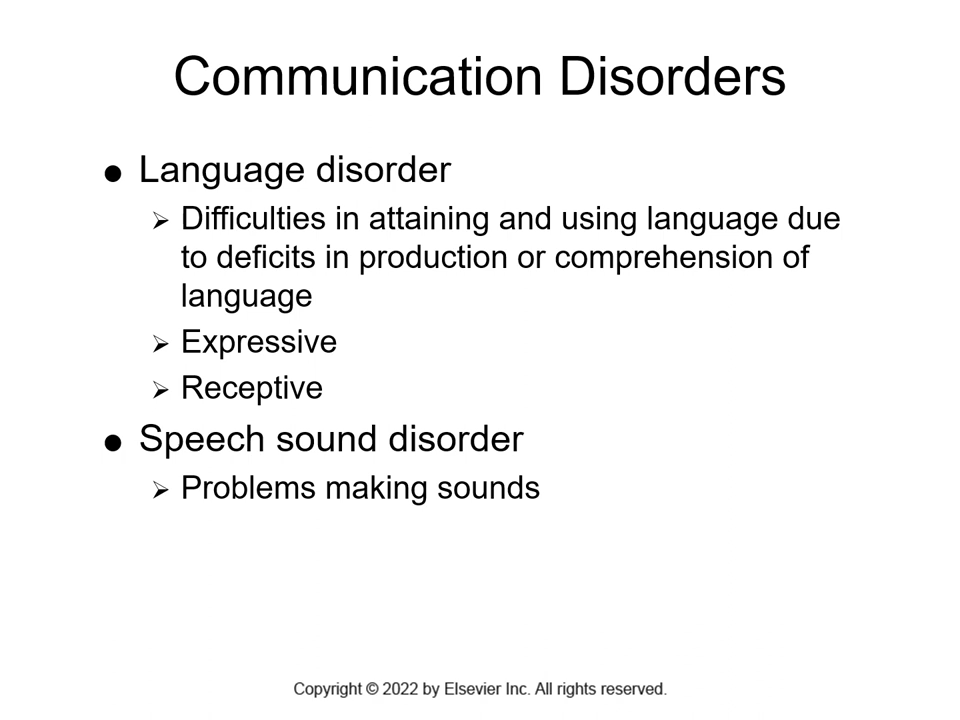 Communication Disorders
● Language disorder
➢ Difficulties in attaining and using language due
to deficits in production or comprehension of
language
➢ Expressive
➢ Receptive
● Speech sound disorder
➢ Problems making sounds
Copyright © 2022 by Elsevier Inc. All rights reserved.